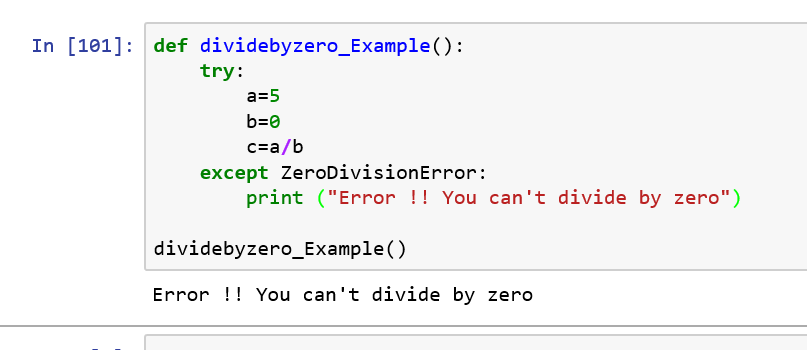 In [101]: def dividebyzero_Example():
    try:
        a=5
        b=0
        c=a/b
    except ZeroDivisionError:
        print ("Error !! You can't divide by zero")
dividebyzero_Example()
Error !! You can't divide by zero